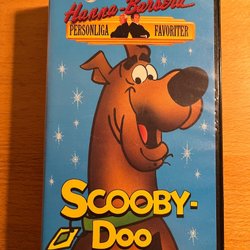 Hanna-Barbera
PERSONLIGA
FAVORITER
SCOOBY-
DOO